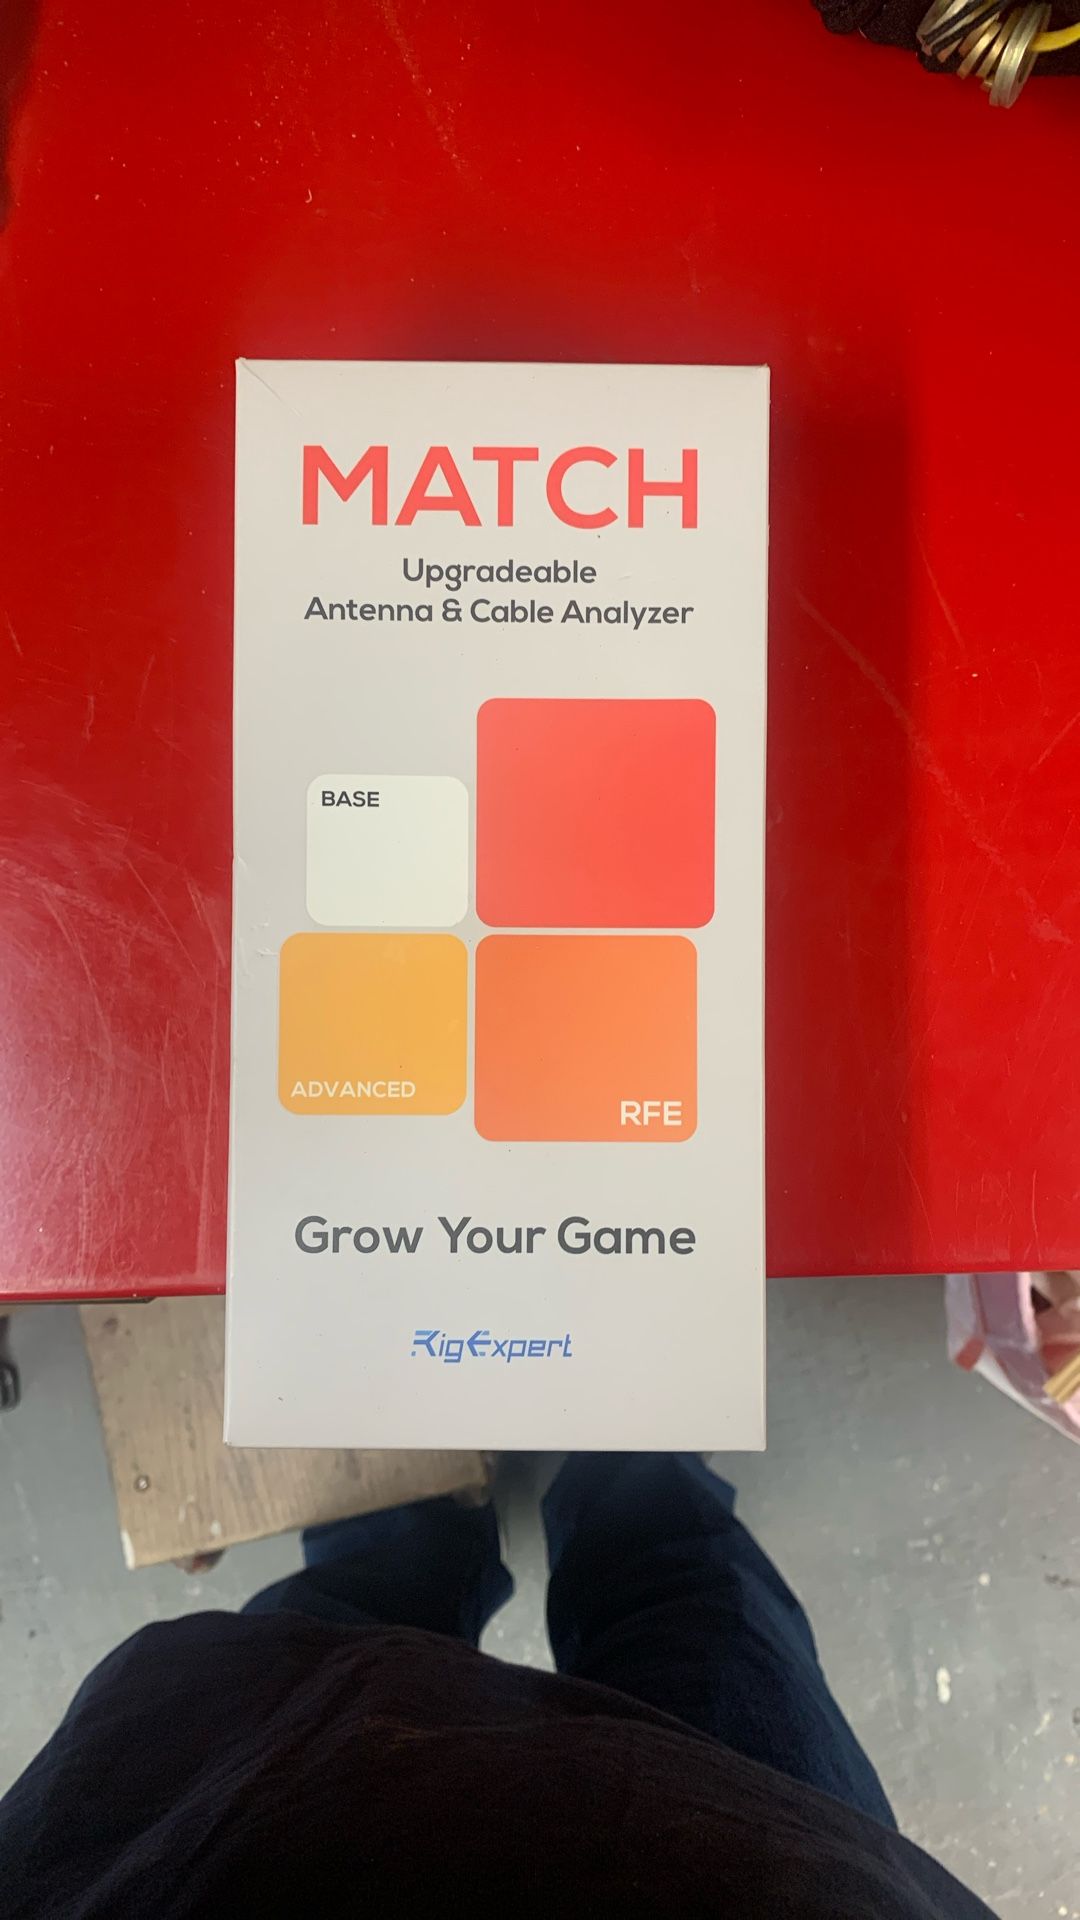 MATCH
Upgradeable
Antenna & Cable Analyzer
BASE
ADVANCED
RFE
Grow Your Game
RigExpert